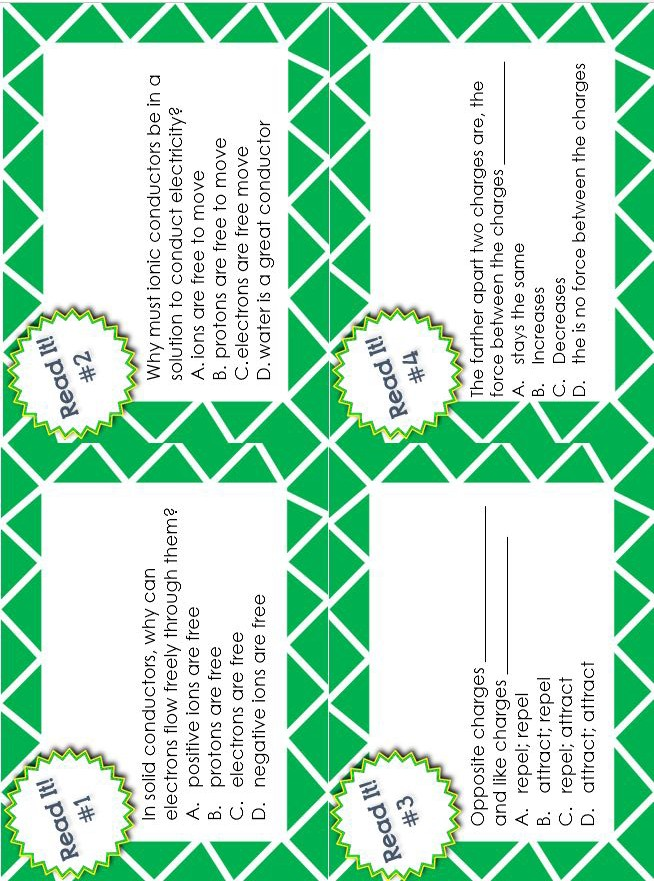 Read It!
#1
In solid conductors, why can
electrons flow freely through them?
A. positive ions are free
B. protons are free
C. electrons are free
D. negative ions are free
Read It!
#2
Why must ionic conductors be in a
solution to conduct electricity?
A. ions are free to move
B. protons are free to move
C. electrons are free move
D. water is a great conductor
Read It!
#3
Opposite charges ____________
and like charges ____________
A. repel; repel
B. attract; repel
C. repel; attract
D. attract; attract
Read It!
#4
The farther apart two charges are, the
force between the charges ____________
A. stays the same
B. Increases
C. Decreases
D. the is no force between the charges